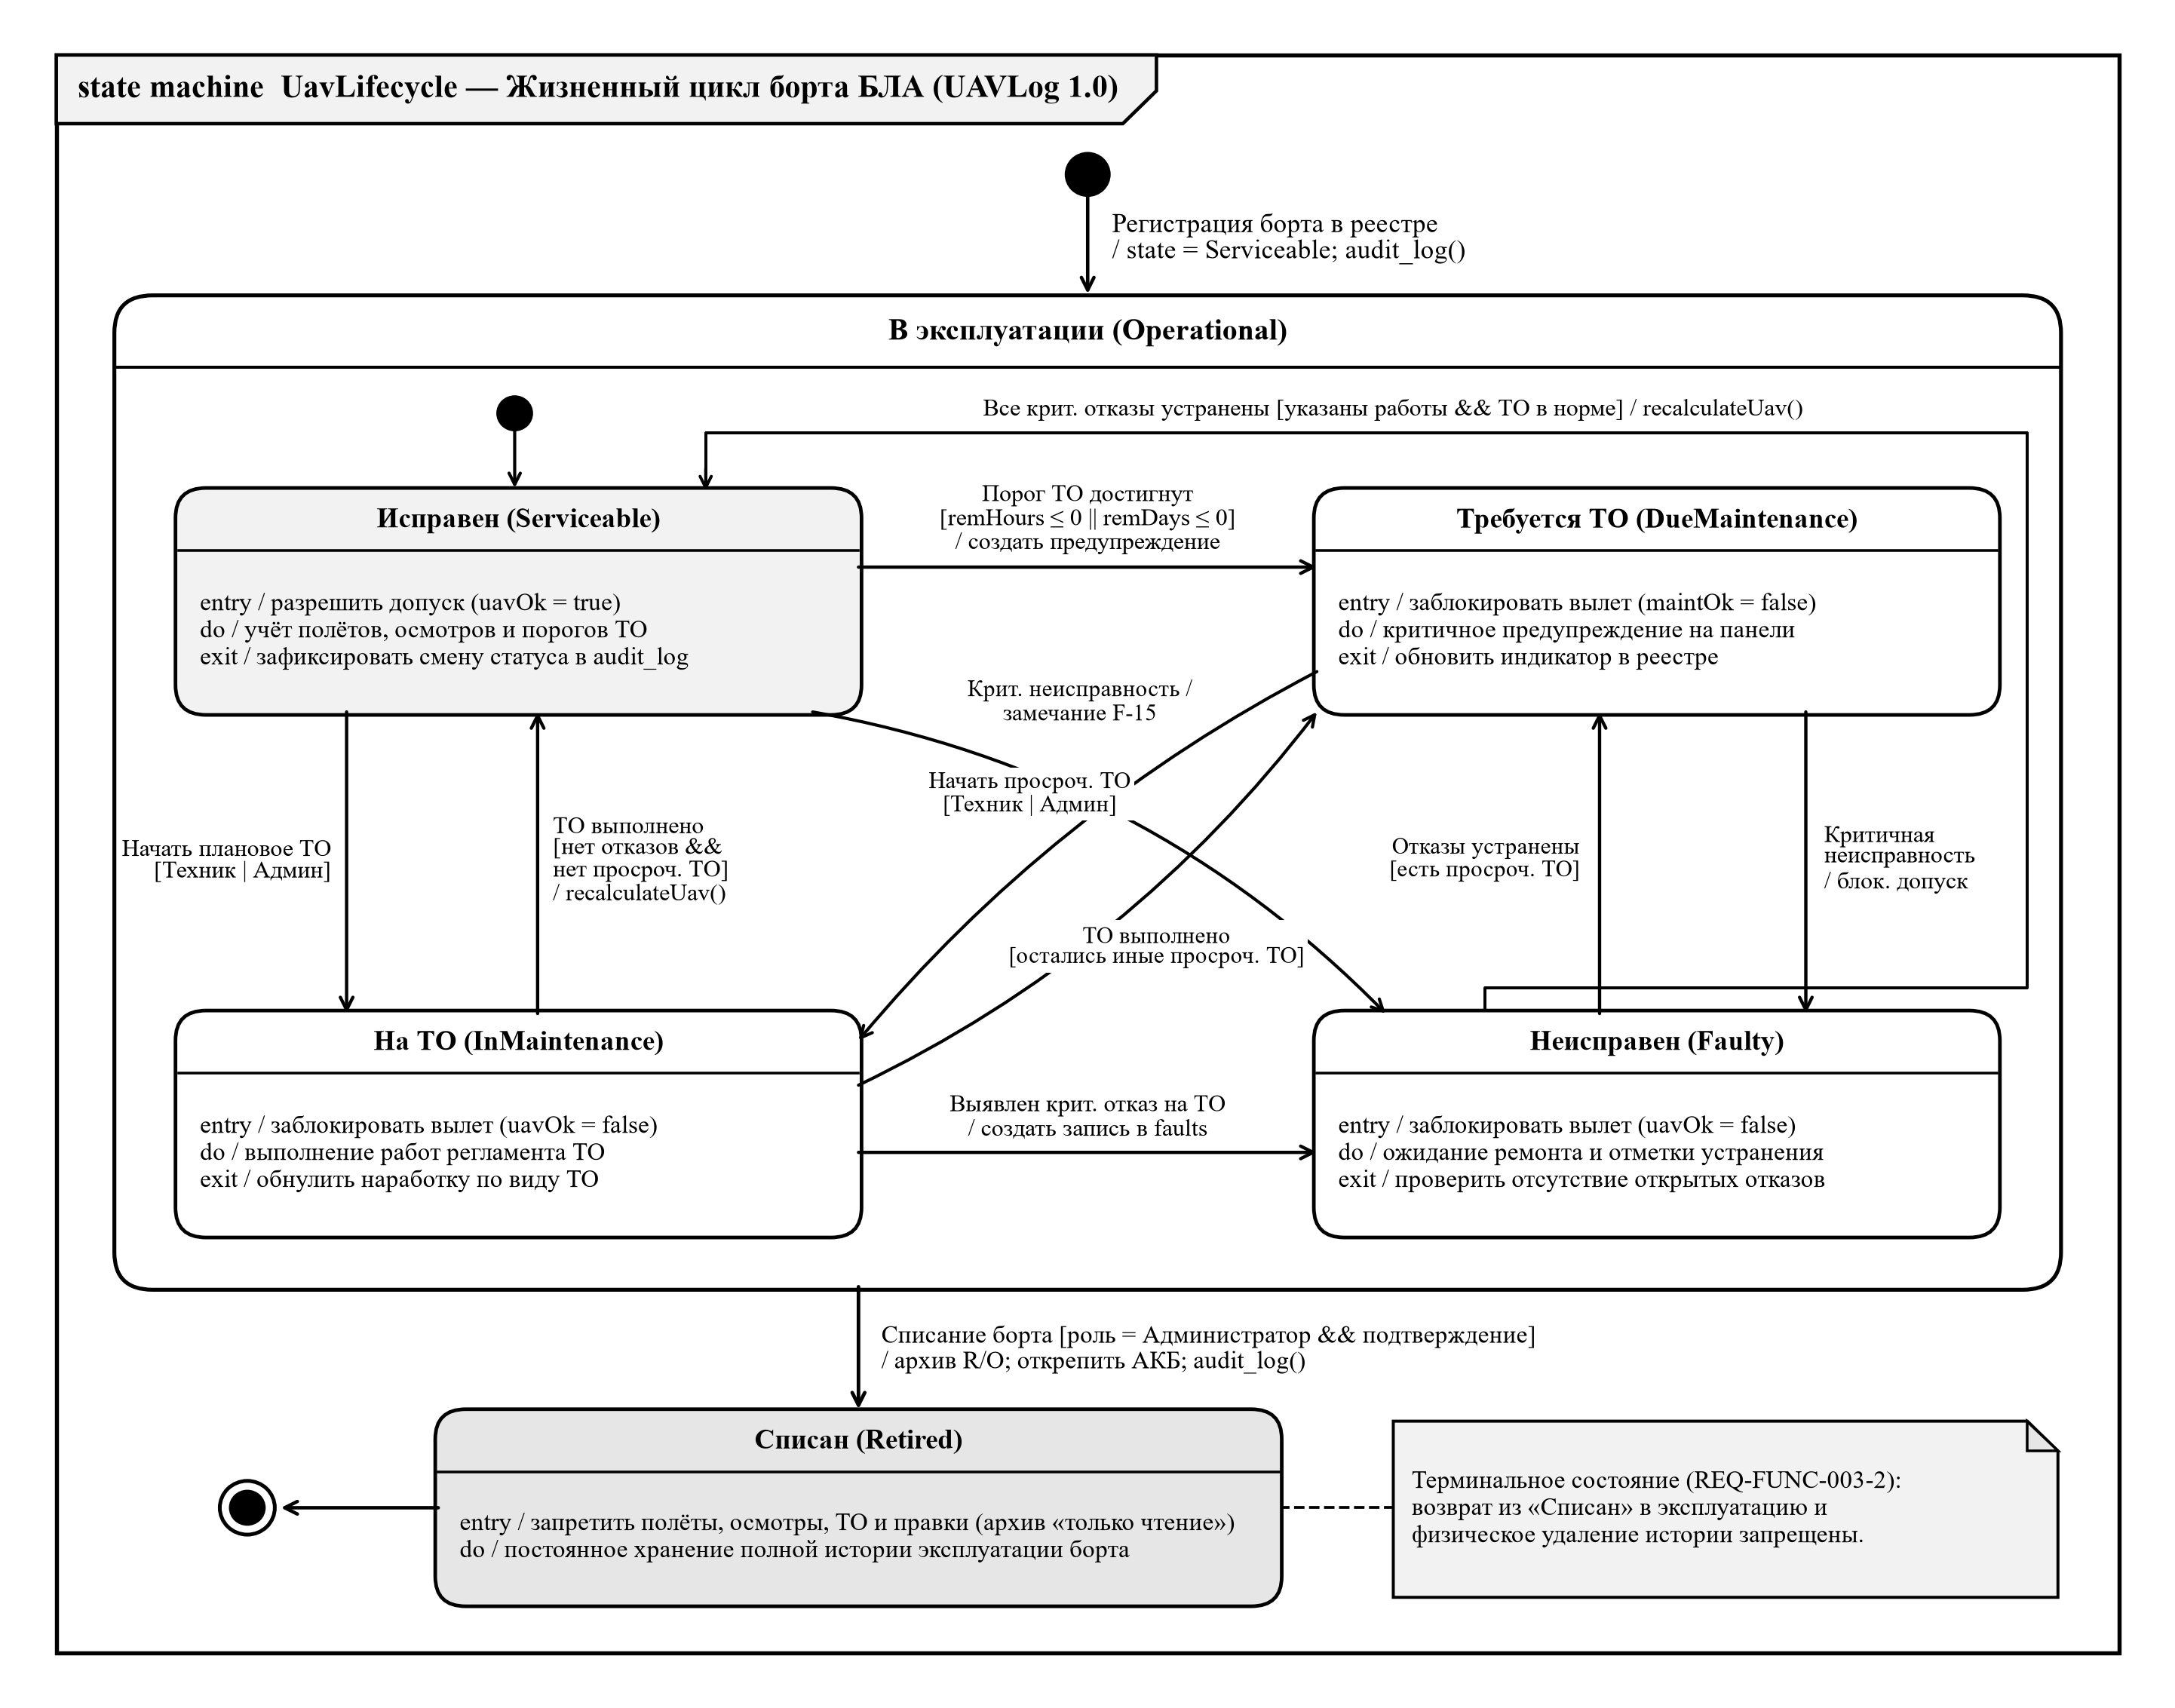 state machine  UavLifecycle — Жизненный цикл борта БЛА (UAVLog 1.0)
Регистрация борта в реестре
/ state = Serviceable; audit_log()
В эксплуатации (Operational)
Все крит. отказы устранены [указаны работы && ТО в норме] / recalculateUav()
Исправен (Serviceable)
entry / разрешить допуск (uavOk = true)
do / учёт полётов, осмотров и порогов ТО
exit / зафиксировать смену статуса в audit_log
Порог ТО достигнут
[remHours ≤ 0 || remDays ≤ 0]
/ создать предупреждение
Требуется ТО (DueMaintenance)
entry / заблокировать вылет (maintOk = false)
do / критичное предупреждение на панели
exit / обновить индикатор в реестре
Крит. неисправность /
замечание F-15
Начать просроч. ТО
[Техник | Админ]
Начать плановое ТО
[Техник | Админ]
ТО выполнено
[нет отказов &&
нет просроч. ТО]
/ recalculateUav()
ТО выполнено
[остались иные просроч. ТО]
Отказы устранены
[есть просроч. ТО]
Критичная
неисправность
/ блок. допуск
На ТО (InMaintenance)
entry / заблокировать вылет (uavOk = false)
do / выполнение работ регламента ТО
exit / обнулить наработку по виду ТО
Выявлен крит. отказ на ТО
/ создать запись в faults
Неисправен (Faulty)
entry / заблокировать вылет (uavOk = false)
do / ожидание ремонта и отметки устранения
exit / проверить отсутствие открытых отказов
Списание борта [роль = Администратор && подтверждение]
/ архив R/O; открепить АКБ; audit_log()
Списан (Retired)
entry / запретить полёты, осмотры, ТО и правки (архив «только чтение»)
do / постоянное хранение полной истории эксплуатации борта
Терминальное состояние (REQ-FUNC-003-2):
возврат из «Списан» в эксплуатацию и
физическое удаление истории запрещены.